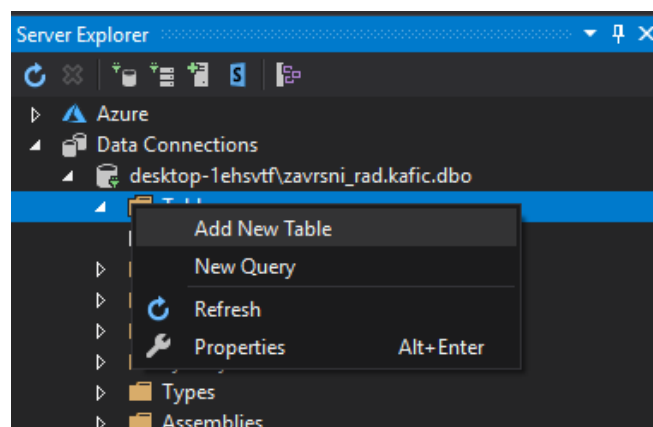 Server Explorer
Azure
Data Connections
desktop-1ehsvtf\zavrsni_rad.kafic.dbo
Add New Table
New Query
Refresh
Properties Alt+Enter
Types
Assemblies